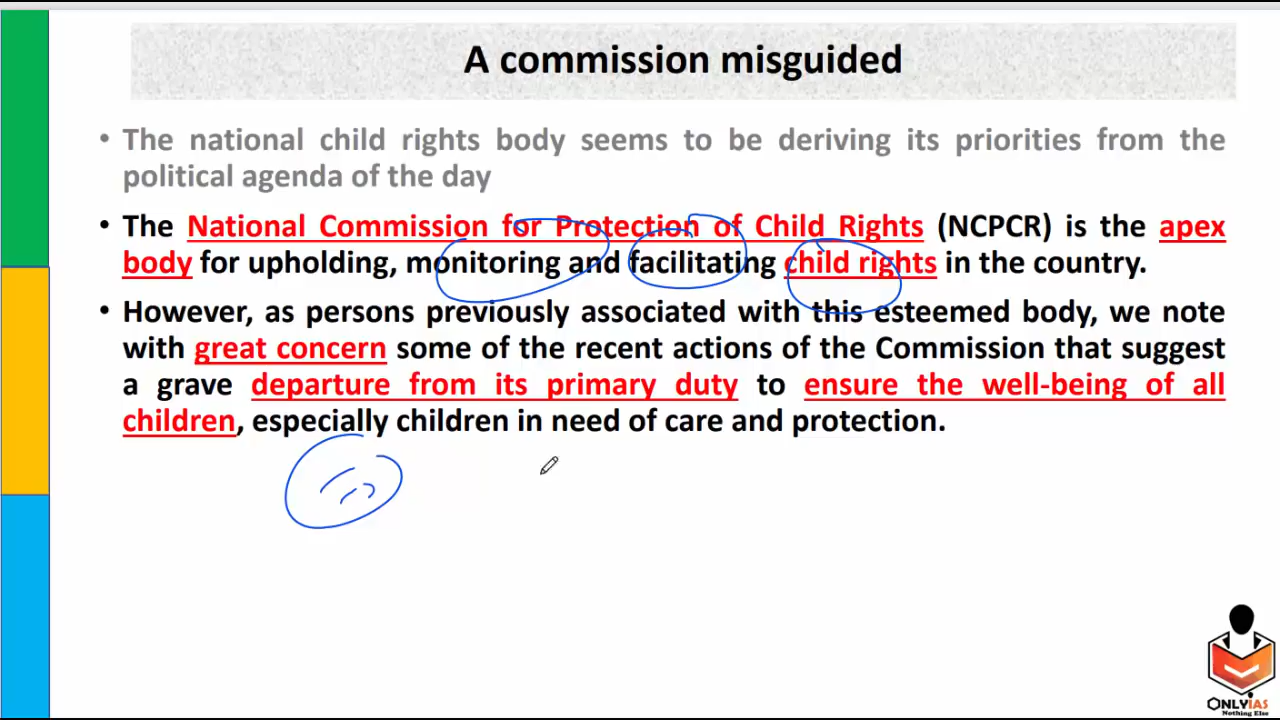 A commission misguided
• The national child rights body seems to be deriving its priorities from the
political agenda of the day
• The National Commission for Protection of Child Rights (NCPCR) is the apex
body for upholding, monitoring and facilitating child rights in the country.
• However, as persons previously associated with this esteemed body, we note
with great concern some of the recent actions of the Commission that suggest
a grave departure from its primary duty to ensure the well-being of all
children, especially children in need of care and protection.
ONLYIAS
Nothing Else